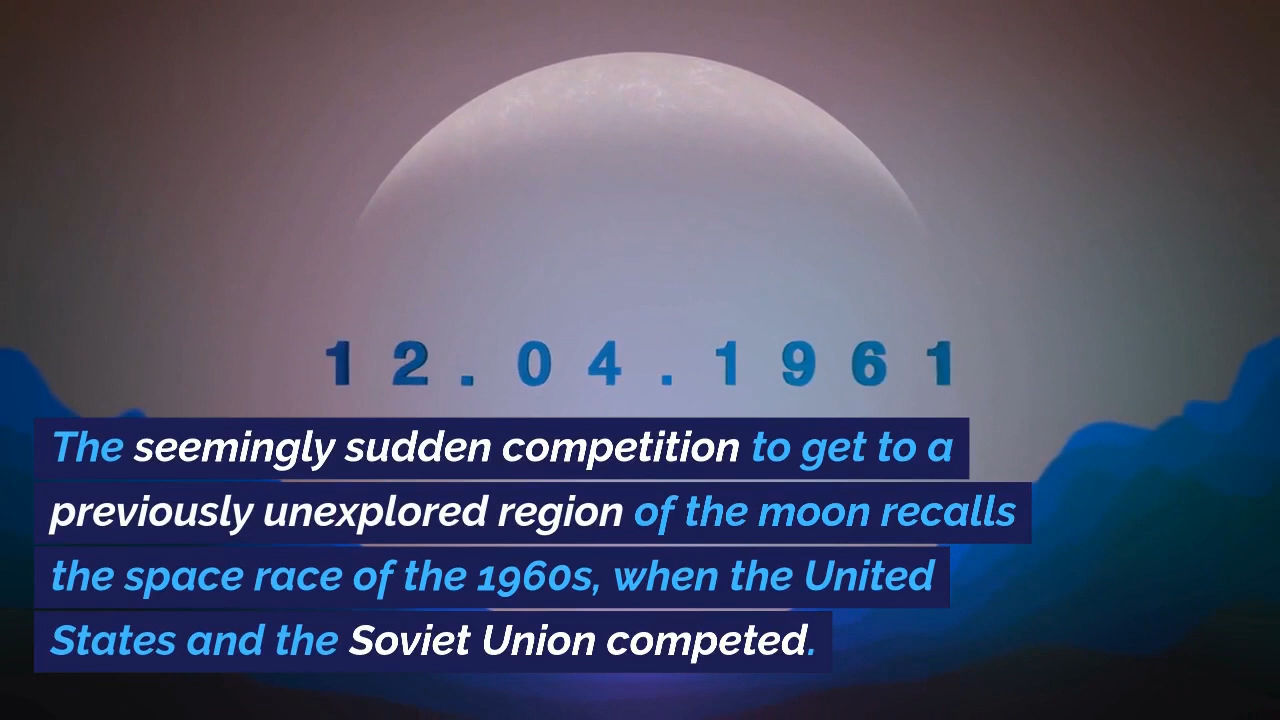 12.04.1961
The seemingly sudden competition to get to a
previously unexplored region of the moon recalls
the space race of the 1960s, when the United
States and the Soviet Union competed.